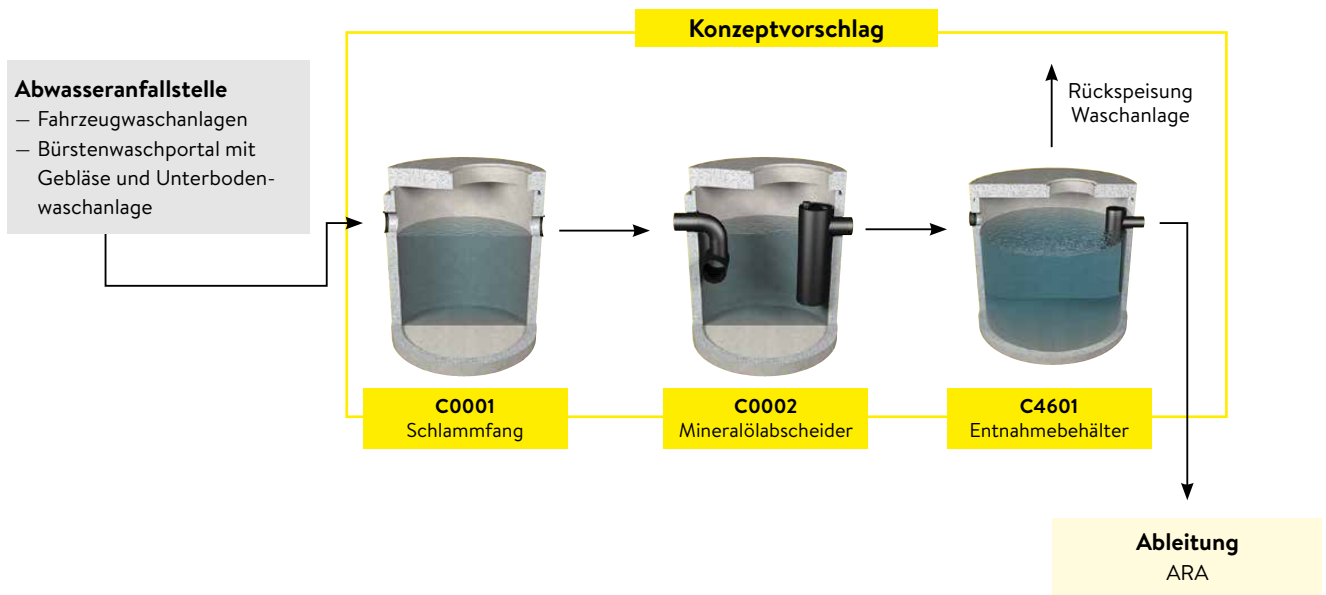 Konzeptvorschlag
Abwasseranfallstelle
– Fahrzeugwaschanlagen
– Bürstenwaschportal mit
Gebläse und Unterboden-
waschanlage
Rückspeisung
Waschanlage
C0001
Schlammfang
C0002
Mineralölabscheider
C4601
Entnahmebehälter
Ableitung
ARA